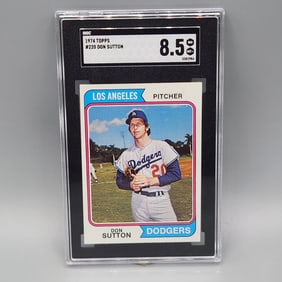 1974 TOPPS
#220 DON SUTTON
8.5
LOS ANGELES
PITCHER
Dodgers
20
DON
SUTTON
DODGERS